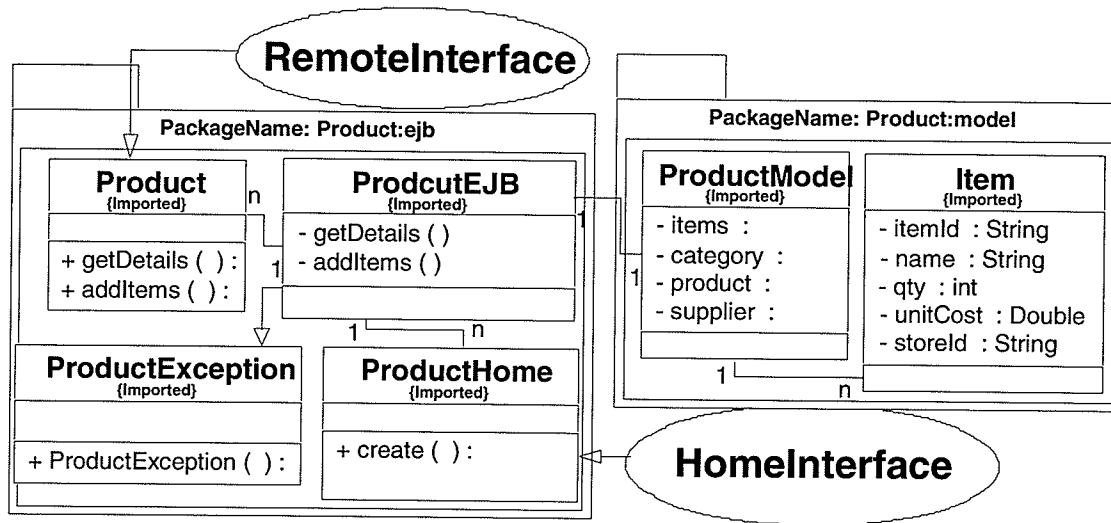 RemoteInterface
PackageName: Product:ejb
Product
{Imported}
+ getDetails ( ) :
+ addItems ( ) :
n
1
ProdcutEJB
{Imported}
- getDetails ( )
- addItems ( )
1
1
n
ProductException
{Imported}
+ ProductException ( ) :
ProductHome
{Imported}
+ create ( ) :
PackageName: Product:model
ProductModel
{Imported}
- items :
- category :
- product :
- supplier :
1
1
n
Item
{Imported}
- itemId : String
- name : String
- qty : int
- unitCost : Double
- storeId : String
HomeInterface